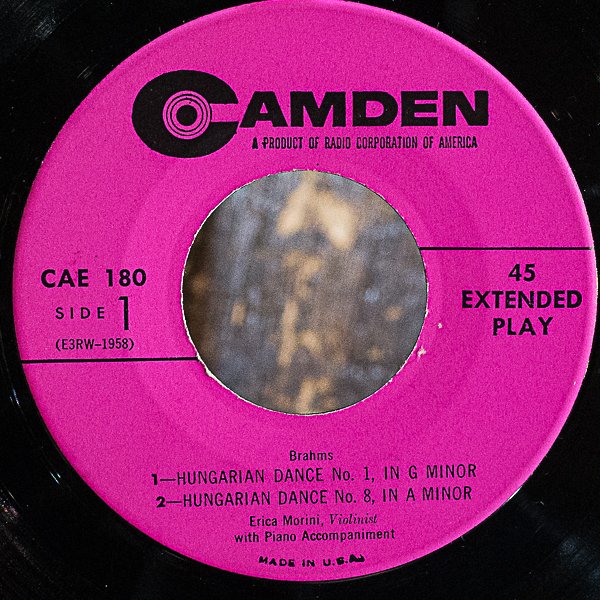 CAMDEN
A PRODUCT OF RADIO CORPORATION OF AMERICA
CAE 180
SIDE 1
(E3RW-1958)
45
EXTENDED
PLAY
Brahms
1—HUNGARIAN DANCE No. 1, IN G MINOR
2—HUNGARIAN DANCE No. 8, IN A MINOR
Erica Morini, Violinist
with Piano Accompaniment
MADE IN U.S.A.